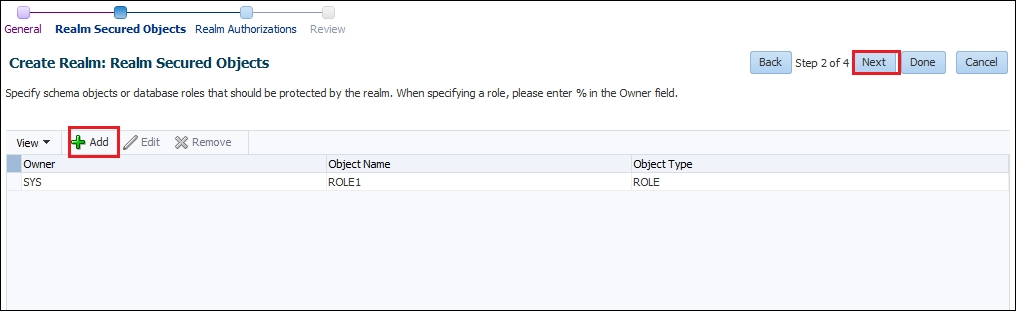 General Realm Secured Objects Realm Authorizations Review
Create Realm: Realm Secured Objects Back Step 2 of 4 Next Done Cancel
Specify schema objects or database roles that should be protected by the realm. When specifying a role, please enter % in the Owner field.
View Add Edit Remove
Owner Object Name Object Type
SYS ROLE1 ROLE